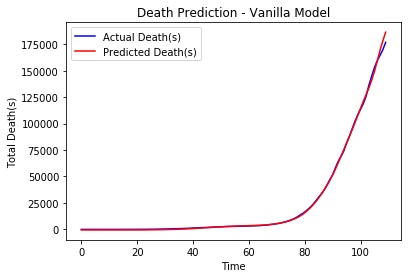 Death Prediction - Vanilla Model
Actual Death(s)
Predicted Death(s)
Total Death(s)
175000
150000
125000
100000
75000
50000
25000
0
0 20 40 60 80 100
Time